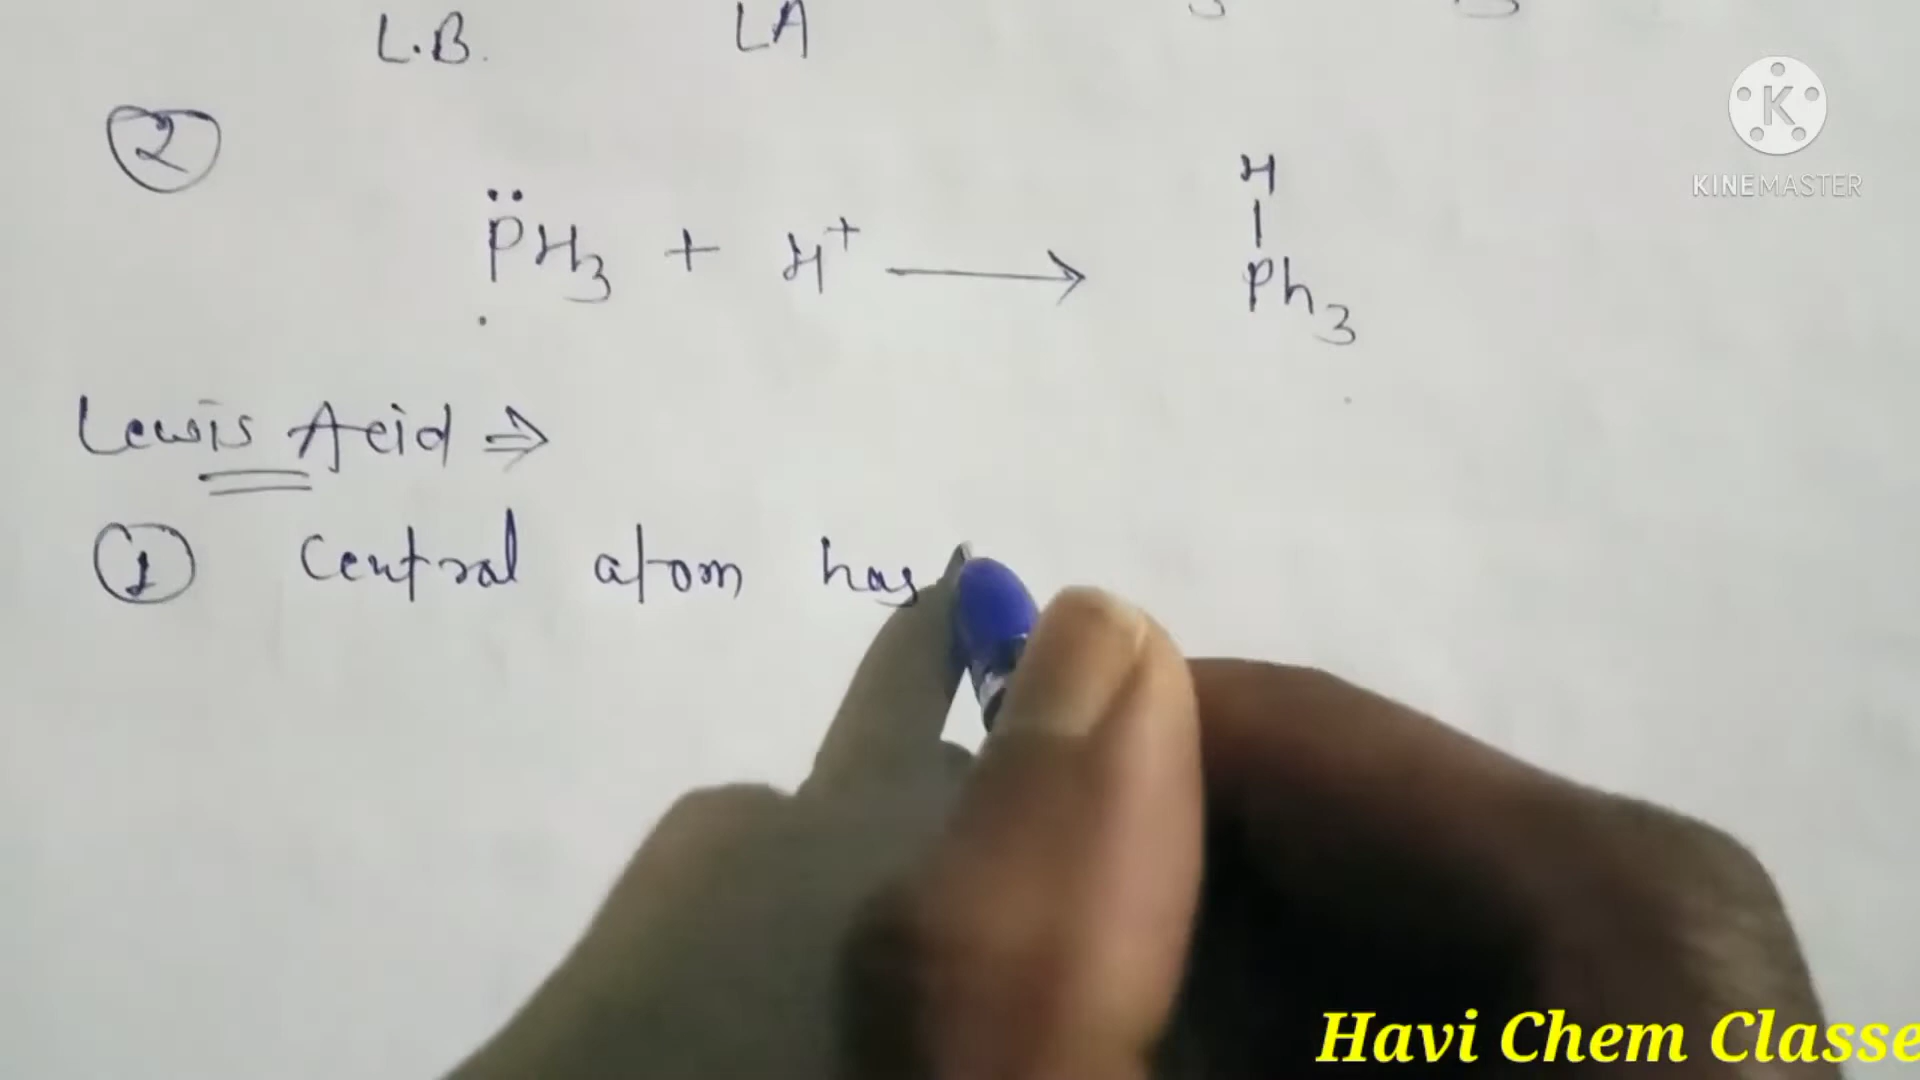 L.B. LA
2
PH3 + H+ → H
|
Ph3
Lewis Acid ⇒
1 Central atom has
KINEMASTER
Havi Chem Classe